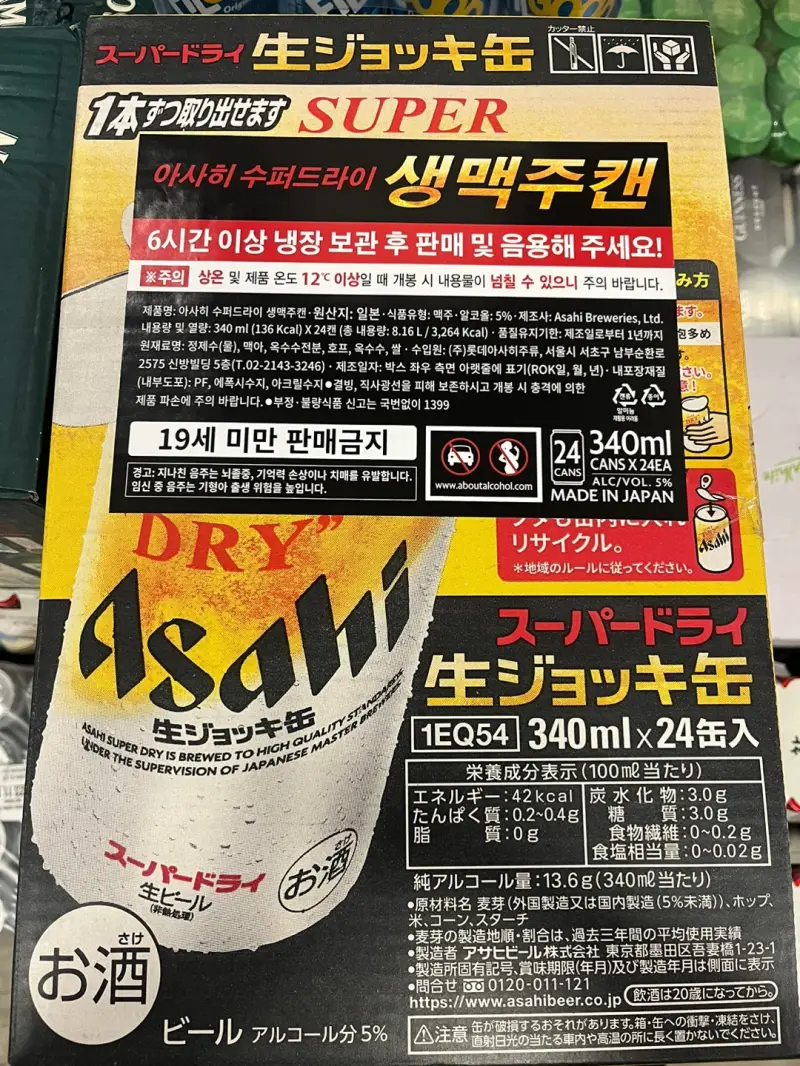 スーパードライ 生ジョッキ缶
カッター禁止
1本ずつ取り出せます SUPER
아사히 수퍼드라이 생맥주캔
6시간 이상 냉장 보관 후 판매 및 음용해 주세요!
※주의 상온 및 제품 온도 12℃ 이상일 때 개봉 시 내용물이 넘칠 수 있으니 주의 바랍니다.
み方
제품명: 아사히 수퍼드라이 생맥주캔·원산지: 일본·식품유형: 맥주·알코올: 5%·제조사: Asahi Breweries, Ltd.
내용량 및 열량: 340 ml (136 Kcal) X 24캔 (총 내용량: 8.16 L / 3,264 Kcal)·품질유지기한: 제조일로부터 1년까지
원재료명: 정제수(물), 맥아, 옥수수전분, 호프, 옥수수, 쌀·수입원: (주)롯데아사히주류, 서울시 서초구 남부순환로
2575 신방빌딩 5층(T.02-2143-3246)·제조일자: 박스 좌우 측면 아랫줄에 표기(ROK일, 월, 년)·내포장재질
(내부도포): PF, 에폭시수지, 아크릴수지●결빙, 직사광선을 피해 보존하시고 개봉 시 충격에 의한
제품 파손에 주의 바랍니다.●부정·불량식품 신고는 국번없이 1399
캔류
종이
알미늄
19세 미만 판매금지
경고: 지나친 음주는 뇌졸중, 기억력 손상이나 치매를 유발합니다.
임신 중 음주는 기형아 출생 위험을 높입니다.
www.aboutalcohol.com
24 CANS
340ml
CANS X 24EA
ALC/VOL. 5%
MADE IN JAPAN
リサイクル。
*地域のルールに従ってください。
DRY”
Asahi
生ジョッキ缶
ASAHI SUPER DRY IS BREWED TO HIGH QUALITY STANDARDS
UNDER THE SUPERVISION OF JAPANESE MASTER BREWERS.
スーパードライ
生ビール
(非熱処理)
さけ
お酒
さけ
お酒
ビール アルコール分5%
スーパードライ
生ジョッキ缶
1EQ54 340ml×24缶入
栄養成分表示(100㎖当たり)
エネルギー:42kcal 炭水化物:3.0g
たんぱく質:0.2~0.4g 糖質:3.0g
脂質:0g 食物繊維:0~0.2g
食塩相当量:0~0.02g
純アルコール量:13.6g(340㎖当たり)
●原材料名 麦芽(外国製造又は国内製造(5%未満))、ホップ、
米、コーン、スターチ
●麦芽の製造地順・割合は、過去三年間の平均使用実績
●製造者 アサヒビール株式会社 東京都墨田区吾妻橋1-23-1
●製造所固有記号、賞味期限(年月)及び製造年月は側面に表示
●問合せ 0120-011-121
https://www.asahibeer.co.jp 飲酒は20歳になってから。
⚠注意 缶が破損するおそれがあります。箱・缶への衝撃・凍結をさけ、
直射日光の当たる車内や高温の所に長く置かないでください。